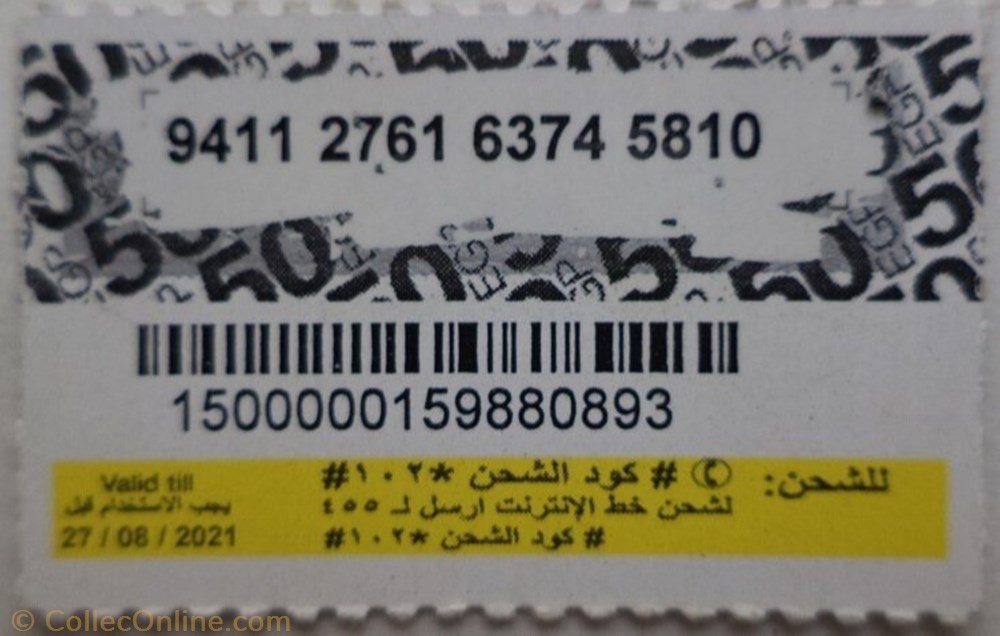 9411 2761 6374 5810
1500000159880893
للشحن: # كود الشحن *١٠٢#
لشحن خط الإنترنت ارسل لـ ٤٥٥
# كود الشحن *١٠٢#
Valid till
يجب الاستخدام قبل
27 / 08 / 2021
© CollecOnline.com